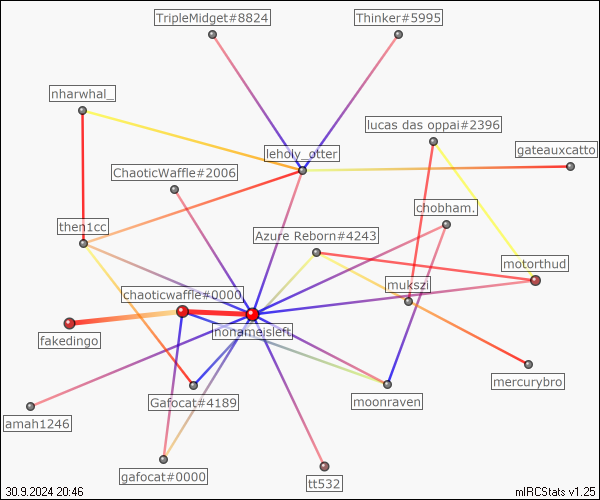 TripleMidget#8824
Thinker#5995
nharwhal_
lucas das oppai#2396
leholy_otter
gateauxcatto
ChaoticWaffle#2006
chobham.
then1cc
Azure Reborn#4243
motorthud
mukszi
chaoticwaffle#0000
nonameisleft
fakedingo
mercurybro
Gafocat#4189
moonraven
amah1246
gafocat#0000
tt532
30.9.2024 20:46
mIRCStats v1.25